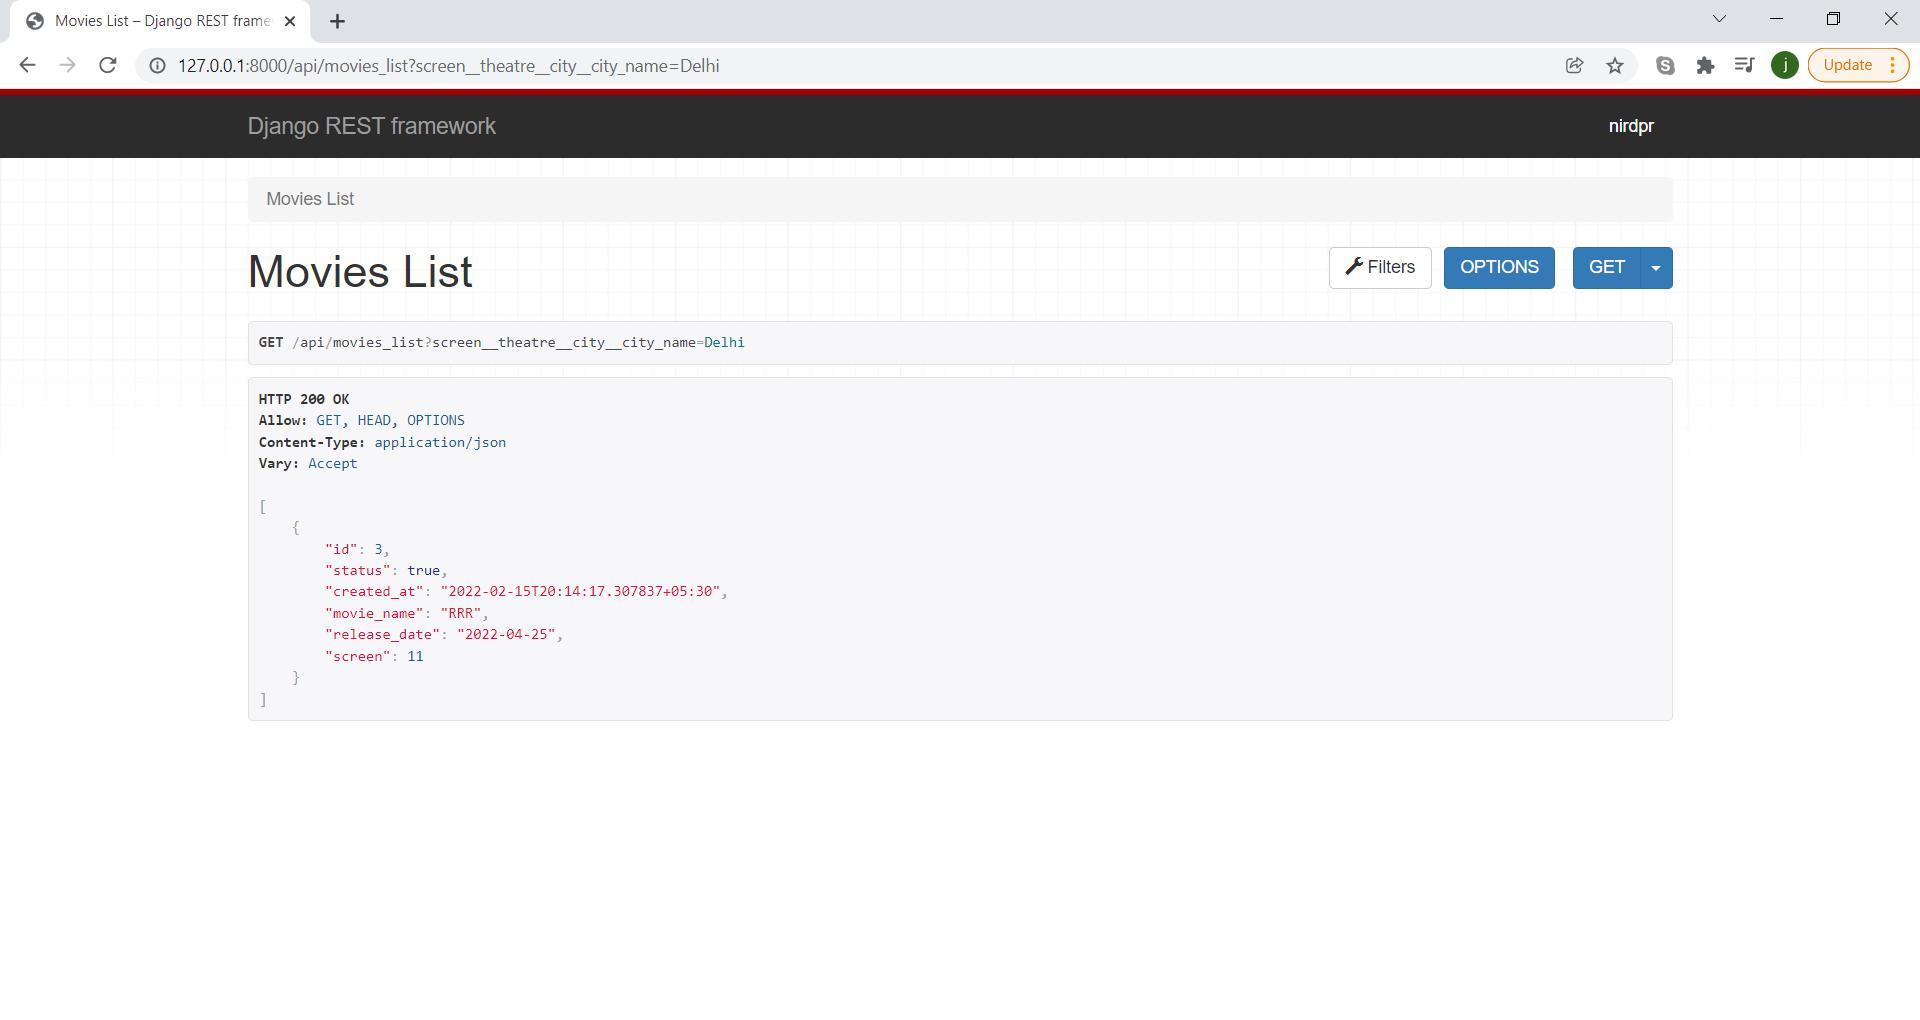 Movies List – Django REST frame
127.0.0.1:8000/api/movies_list?screen__theatre__city__city_name=Delhi
j
Update
Django REST framework
nirdpr
Movies List
Movies List
Filters
OPTIONS
GET
GET /api/movies_list?screen__theatre__city__city_name=Delhi
HTTP 200 OK
Allow: GET, HEAD, OPTIONS
Content-Type: application/json
Vary: Accept
[
    {
        "id": 3,
        "status": true,
        "created_at": "2022-02-15T20:14:17.307837+05:30",
        "movie_name": "RRR",
        "release_date": "2022-04-25",
        "screen": 11
    }
]